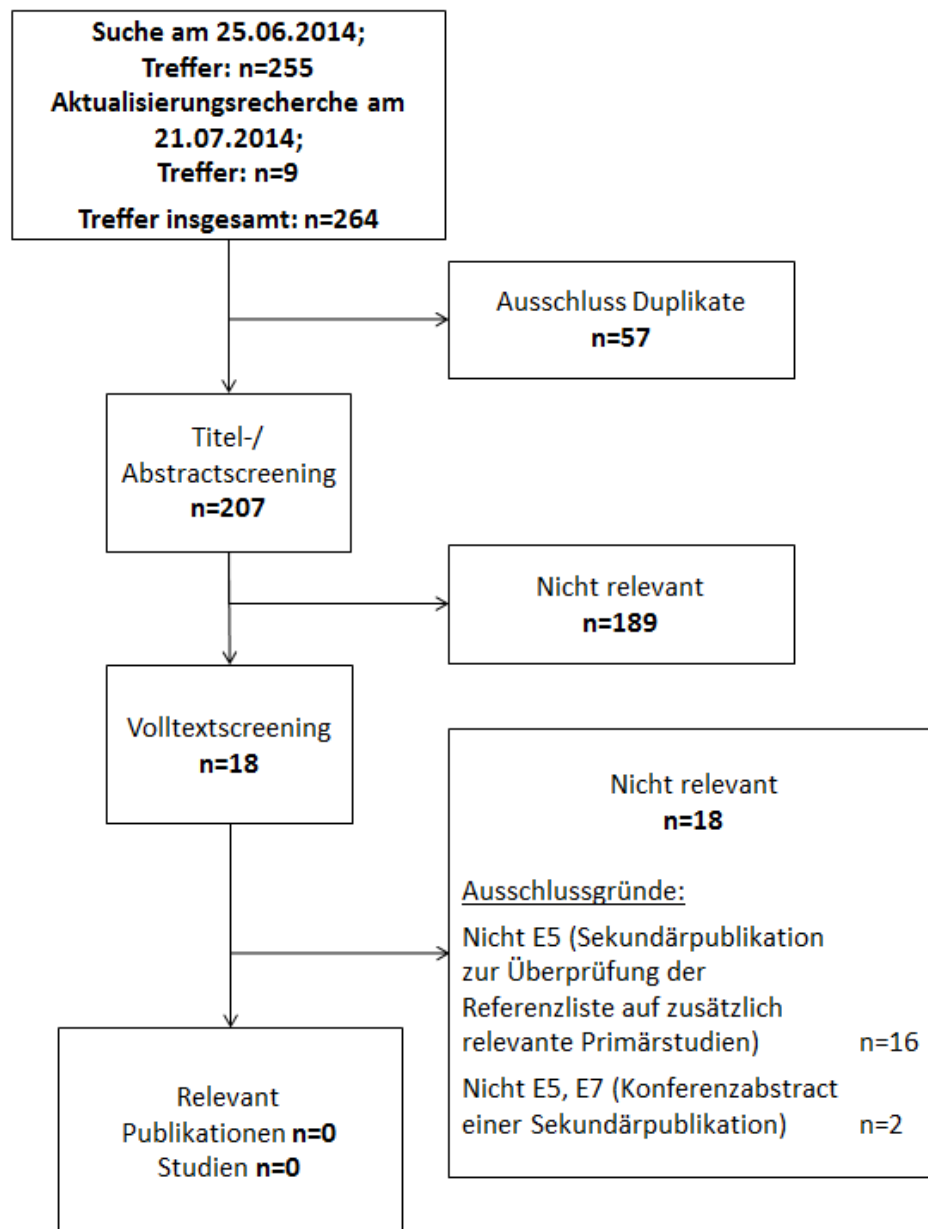 Suche am 25.06.2014;
Treffer: n=255
Aktualisierungsrecherche am
21.07.2014;
Treffer: n=9
Treffer insgesamt: n=264
Ausschluss Duplikate
n=57
Titel-/
Abstractscreening
n=207
Nicht relevant
n=189
Volltextscreening
n=18
Nicht relevant
n=18
Ausschlussgründe:
Nicht E5 (Sekundärpublikation
zur Überprüfung der
Referenzliste auf zusätzlich
relevante Primärstudien) n=16
Nicht E5, E7 (Konferenzabstract
einer Sekundärpublikation) n=2
Relevant
Publikationen n=0
Studien n=0